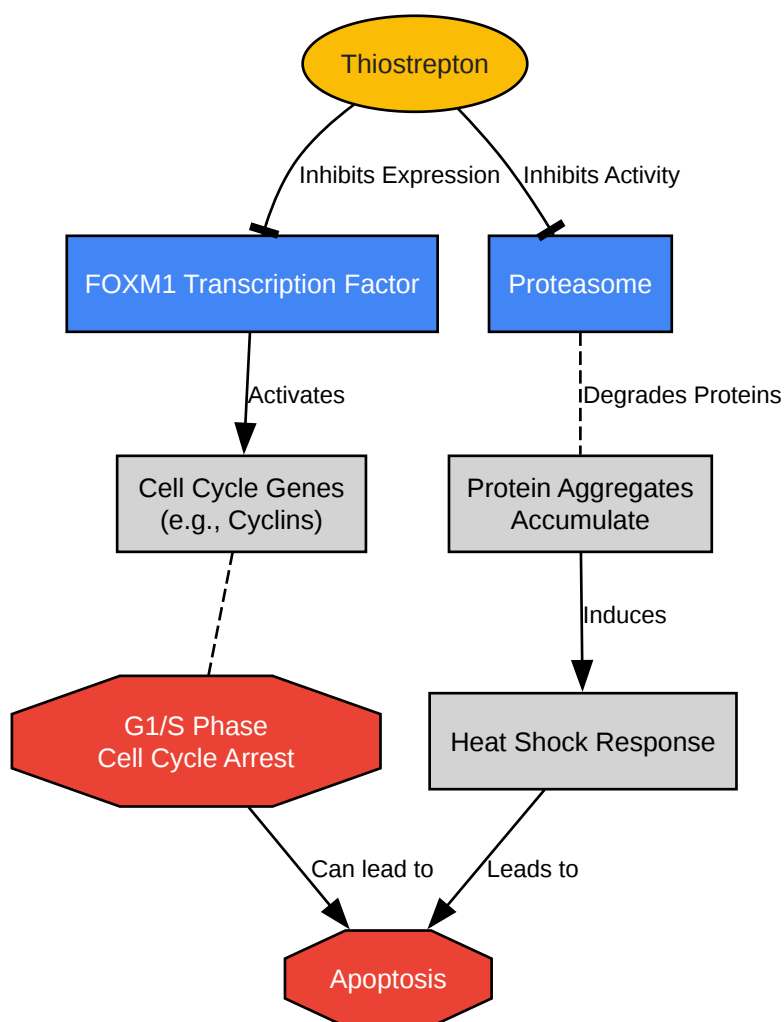 Thiostrepton
Inhibits Expression
Inhibits Activity
FOXM1 Transcription Factor
Proteasome
Activates
Degrades Proteins
Cell Cycle Genes
(e.g., Cyclins)
Protein Aggregates
Accumulate
Induces
G1/S Phase
Cell Cycle Arrest
Heat Shock Response
Can lead to
Leads to
Apoptosis